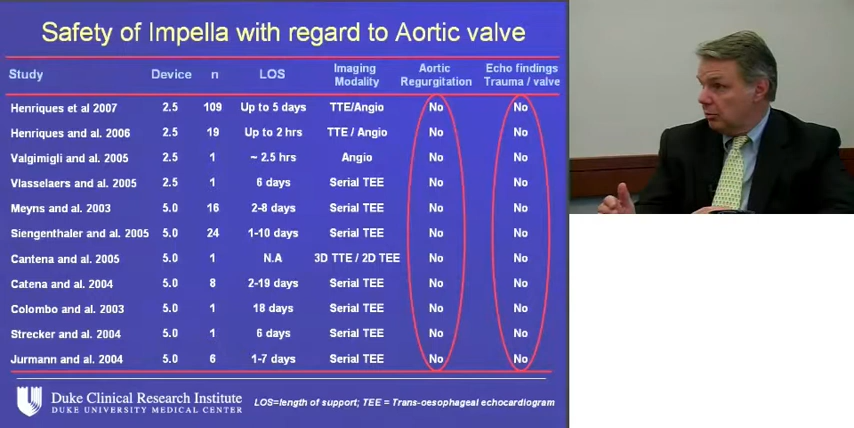 Safety of Impella with regard to Aortic valve
Study Device n LOS Imaging Modality Aortic Regurgitation Echo findings Trauma / valve
Henriques et al 2007 2.5 109 Up to 5 days TTE/Angio No No
Henriques and al. 2006 2.5 19 Up to 2 hrs TTE / Angio No No
Valgimigli and al. 2005 2.5 1 ~ 2.5 hrs Angio No No
Vlasselaers and al. 2005 2.5 1 6 days Serial TEE No No
Meyns and al. 2003 5.0 16 2-8 days Serial TEE No No
Siengenthaler and al. 2005 5.0 24 1-10 days Serial TEE No No
Cantena and al. 2005 5.0 1 N.A 3D TTE / 2D TEE No No
Catena and al. 2004 5.0 8 2-19 days Serial TEE No No
Colombo and al. 2003 5.0 1 18 days Serial TEE No No
Strecker and al. 2004 5.0 1 6 days Serial TEE No No
Jurmann and al. 2004 5.0 6 1-7 days Serial TEE No No
Duke Clinical Research Institute
DUKE UNIVERSITY MEDICAL CENTER
LOS=length of support; TEE = Trans-oesophageal echocardiogram